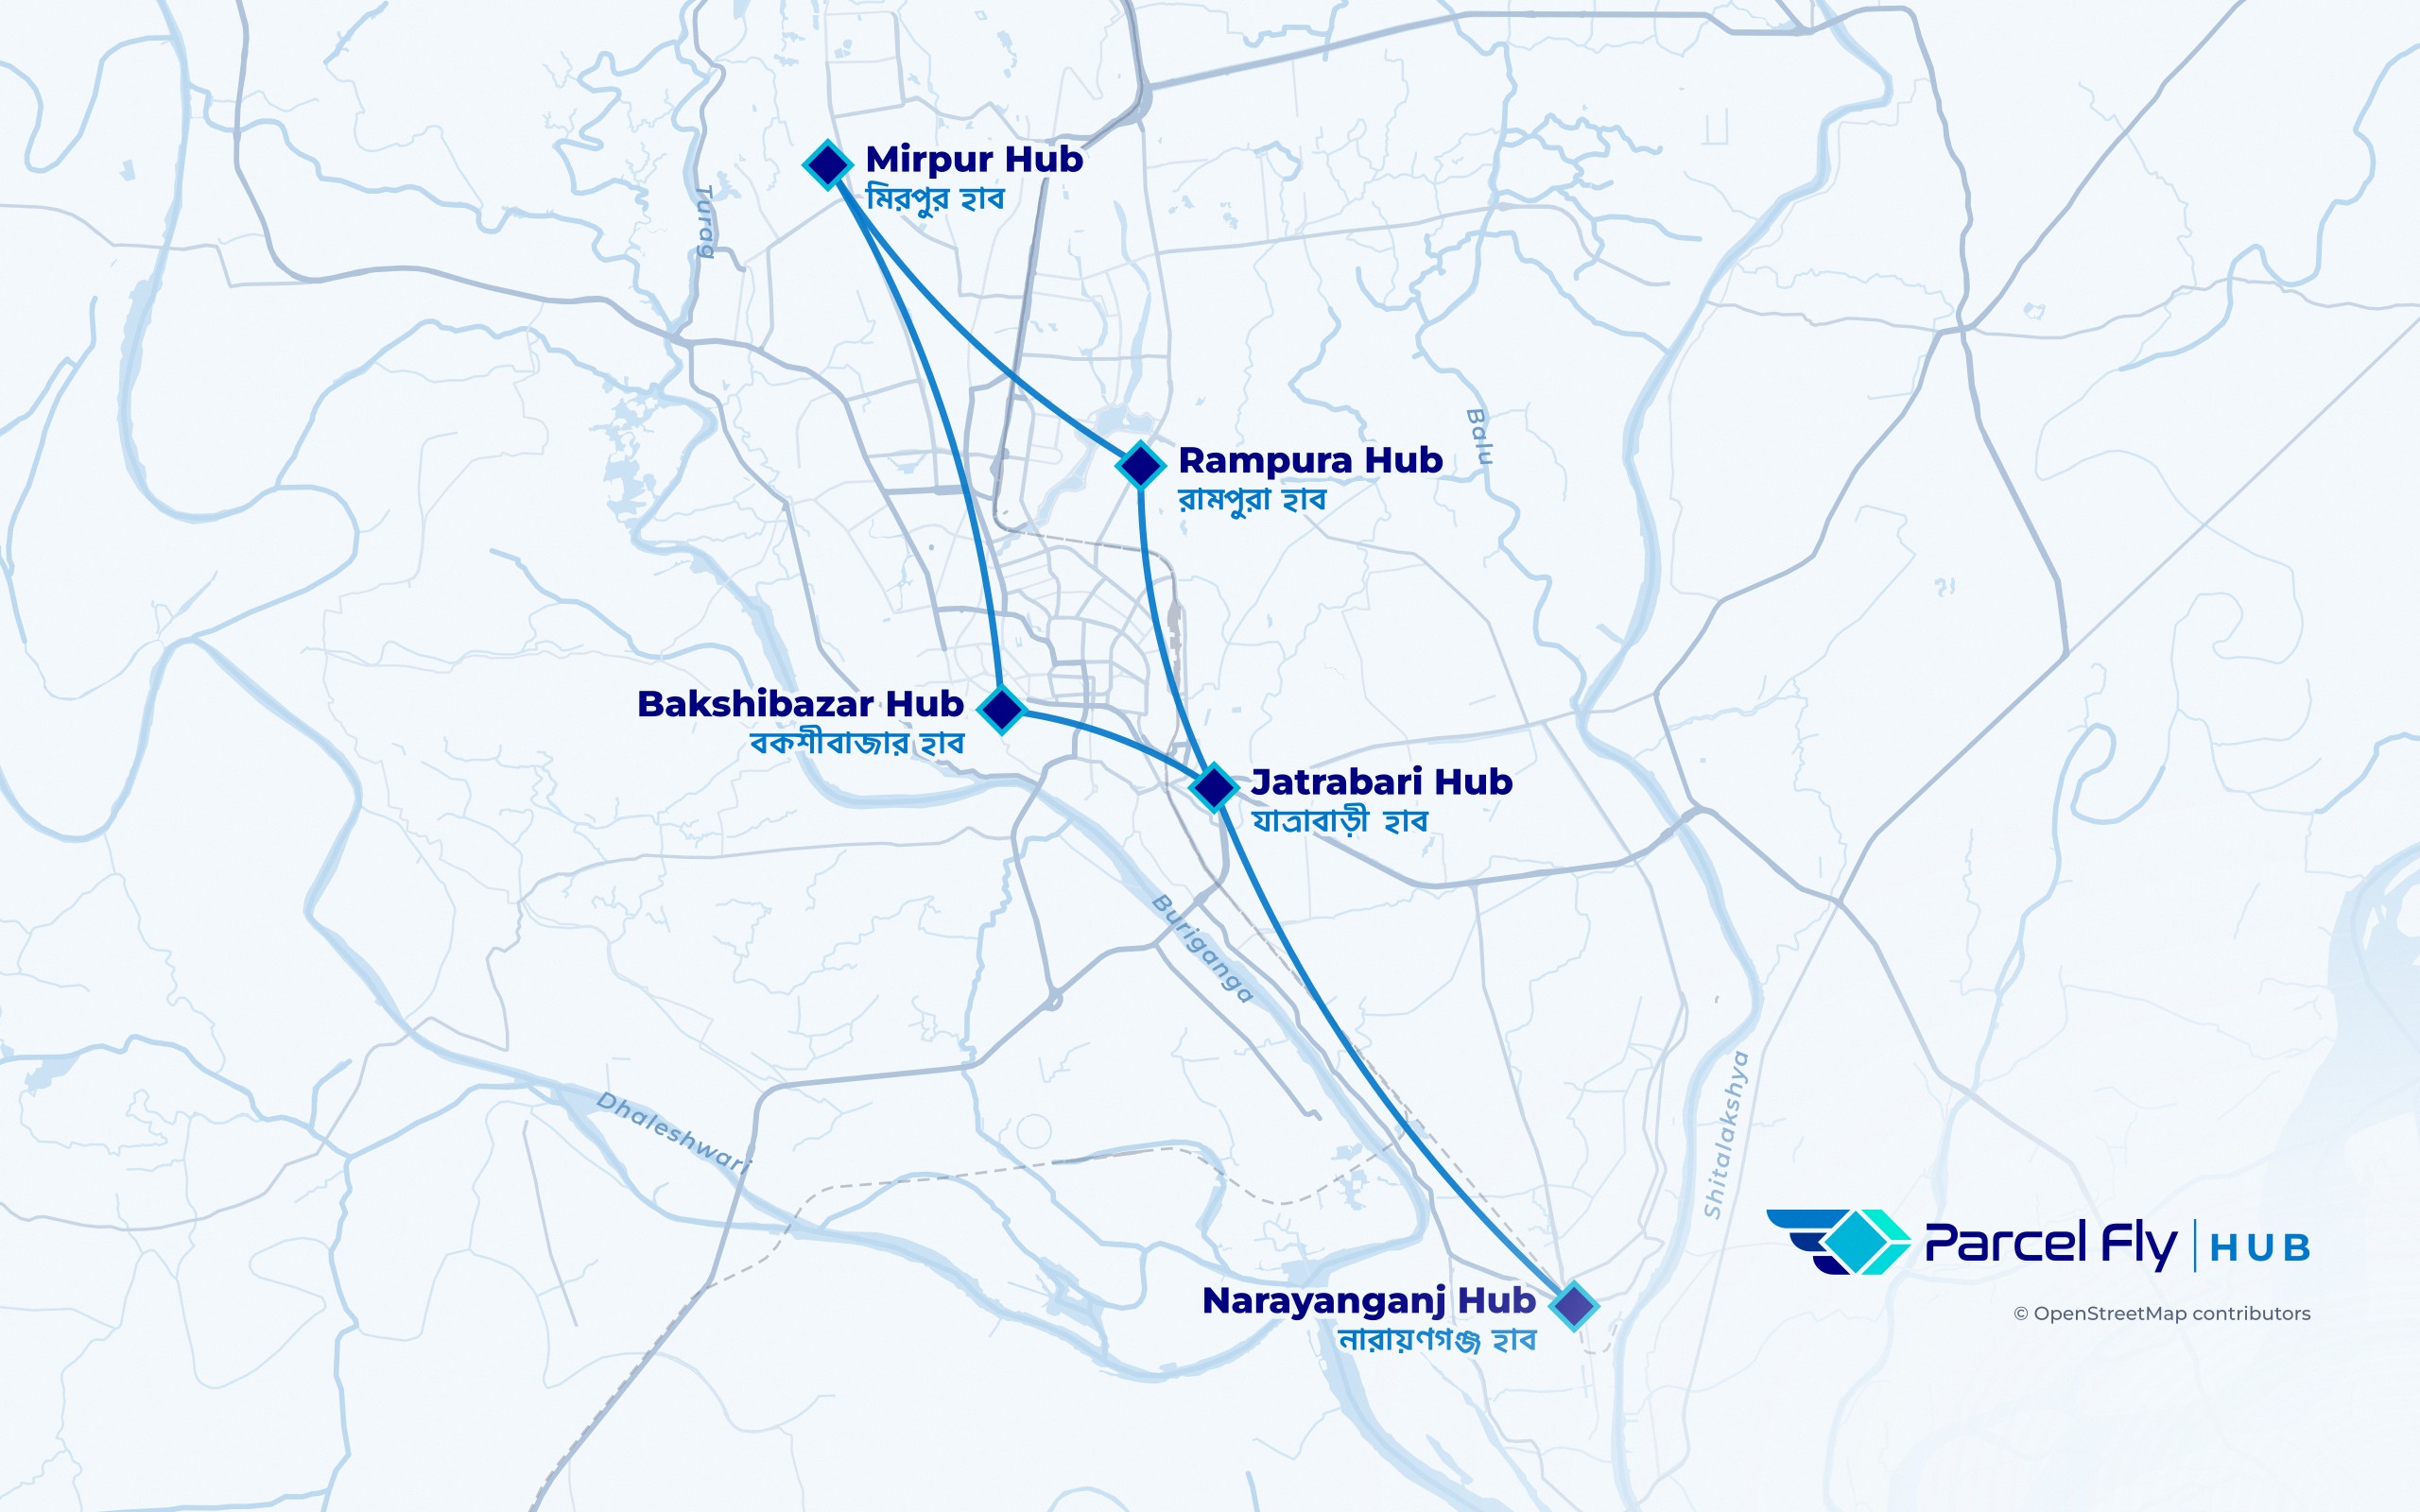 Mirpur Hub
মিরপুর হাব
Turag
Rampura Hub
রামপুরা হাব
Balu
Bakshibazar Hub
বকশীবাজার হাব
Jatrabari Hub
যাত্রাবাড়ী হাব
Buriganga
Dhaleshwari
Shitalakshya
Narayanganj Hub
নারায়ণগঞ্জ হাব
Parcel Fly | HUB
© OpenStreetMap contributors